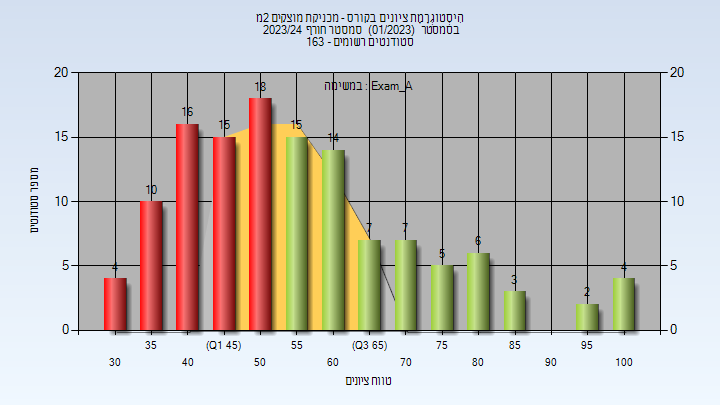 היסטוגרמת ציונים בקורס - מכניקת מוצקים 2מ
בסמסטר (01/2023) סמסטר חורף 2023/24
סטודנטים רשומים - 163
במשימה : Exam_A
מספר סטודנטים
20 15 10 5 0
4 10 16 15 18 15 14 7 7 5 6 3 2 4
20 15 10 5 0
35 (Q1 45) 55 (Q3 65) 75 85 95
30 40 50 60 70 80 90 100
טווח ציונים